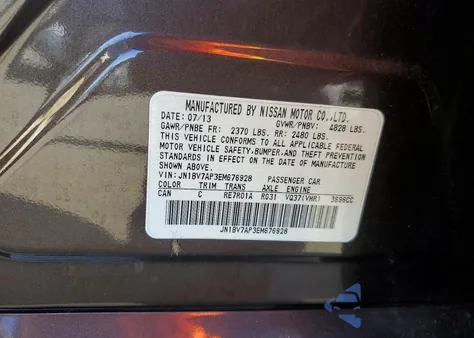 MANUFACTURED BY NISSAN MOTOR CO.,LTD.
DATE: 07/13 GVWR/PNBV: 4828 LBS.
GAWR/PNBE FR: 2370 LBS. RR: 2480 LBS.
THIS VEHICLE CONFORMS TO ALL APPLICABLE FEDERAL
MOTOR VEHICLE SAFETY,BUMPER,AND THEFT PREVENTION
STANDARDS IN EFFECT ON THE DATE OF MANUFACTURE
SHOWN ABOVE.
VIN: JN1BV7AP3EM676928 PASSENGER CAR
COLOR TRIM TRANS AXLE ENGINE
CAN C RE7R01A RG31 VQ37(VHR) 3696CC
JN1BV7AP3EM676928